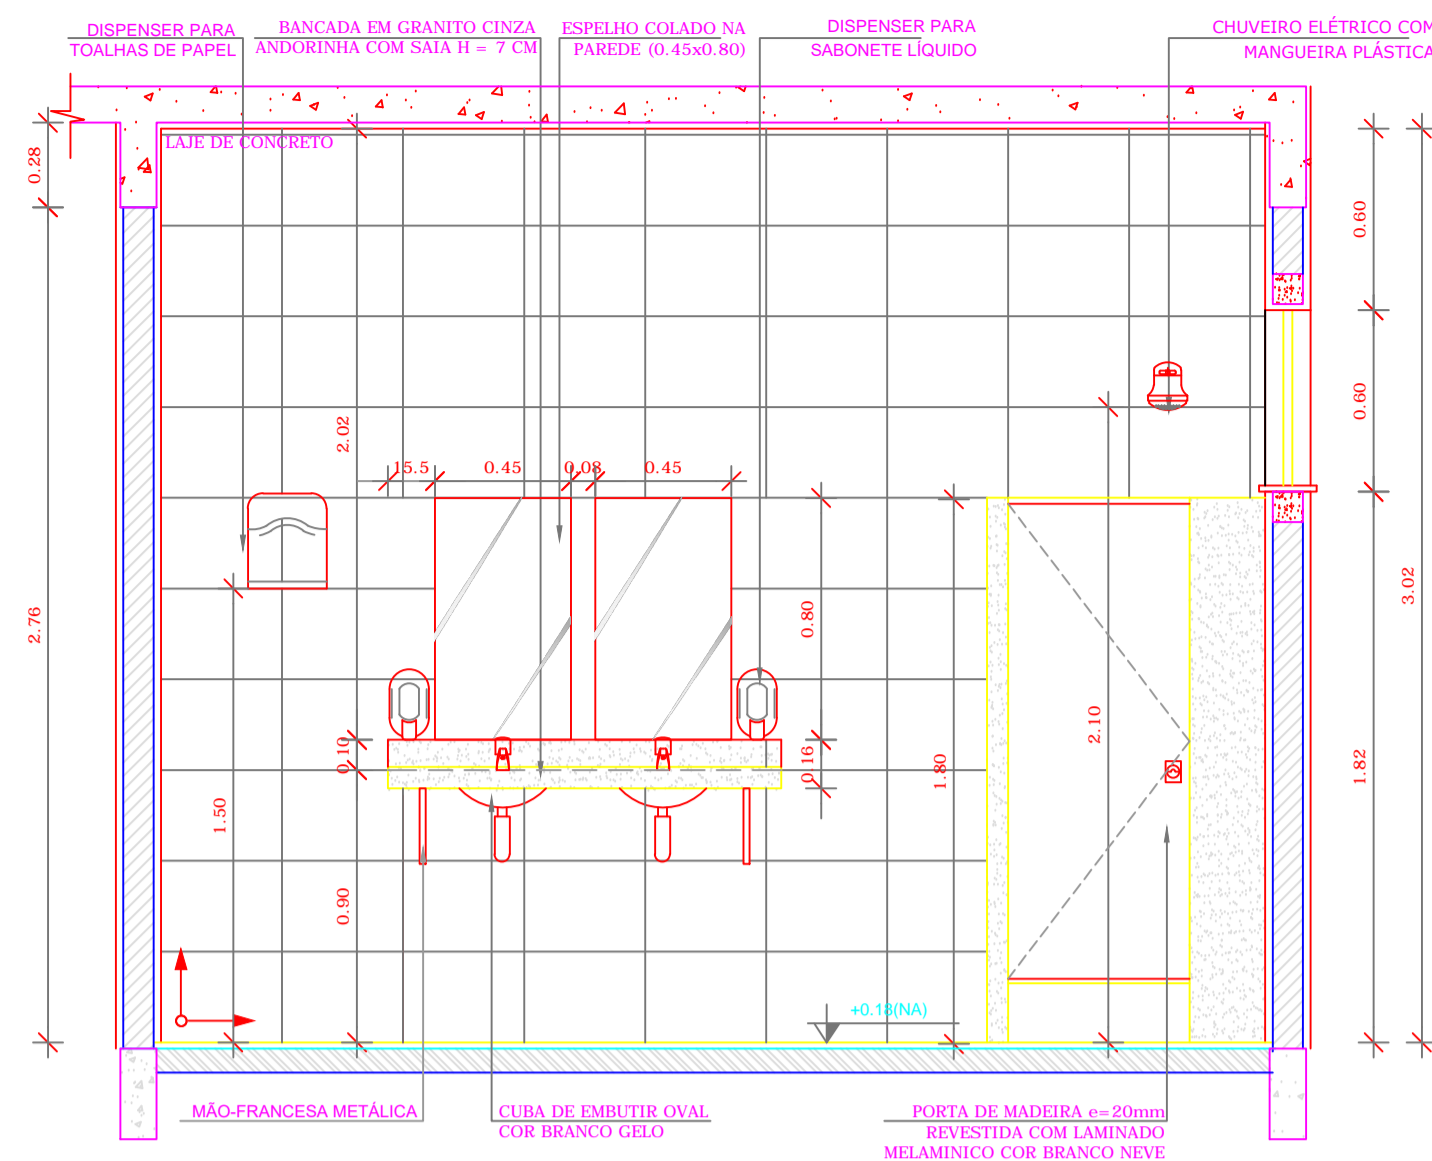 DISPENSER PARA
TOALHAS DE PAPEL
BANCADA EM GRANITO CINZA
ANDORINHA COM SAIA H = 7 CM
ESPELHO COLADO NA
PAREDE (0.45x0.80)
DISPENSER PARA
SABONETE LÍQUIDO
CHUVEIRO ELÉTRICO COM
MANGUEIRA PLÁSTICA
LAJE DE CONCRETO
0.28
2.76
2.02
15.5
0.45
0.08
0.45
0.60
0.60
3.02
1.82
0.80
0.16
0.10
1.50
0.90
1.80
2.10
+0.18(NA)
MÃO-FRANCESA METÁLICA
CUBA DE EMBUTIR OVAL
COR BRANCO GELO
PORTA DE MADEIRA e=20mm
REVESTIDA COM LAMINADO
MELAMINICO COR BRANCO NEVE